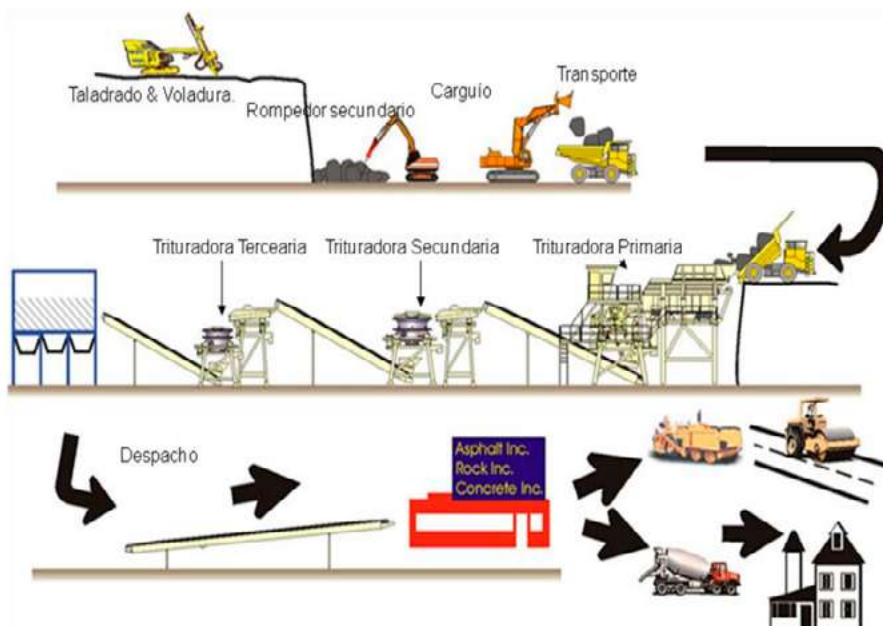 Taladrado & Voladura.
Rompedor secundario
Carguío
Transporte
Trituradora Tercearia
Trituradora Secundaria
Trituradora Primaria
Despacho
Asphalt Inc.
Rock Inc.
Concrete Inc.